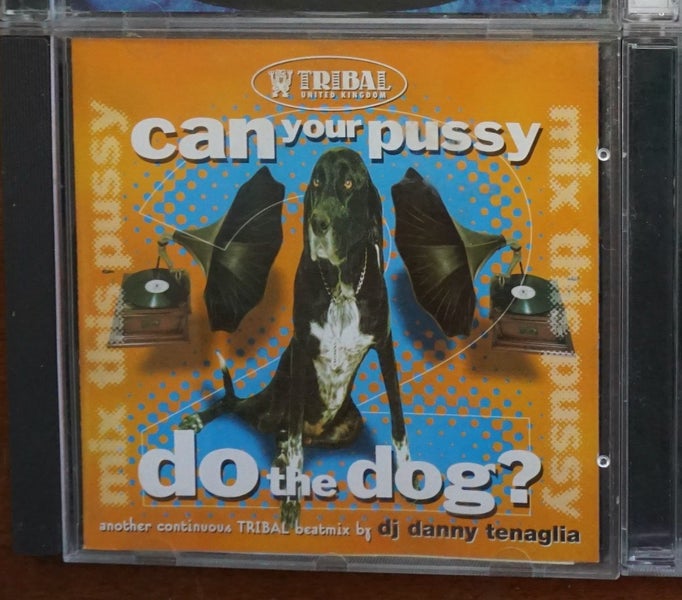 TRIBAL
UNITED KINGDOM
can your pussy
mix this pussy
mix this pussy
do the dog?
another continuous TRIBAL beatmix by dj danny tenaglia